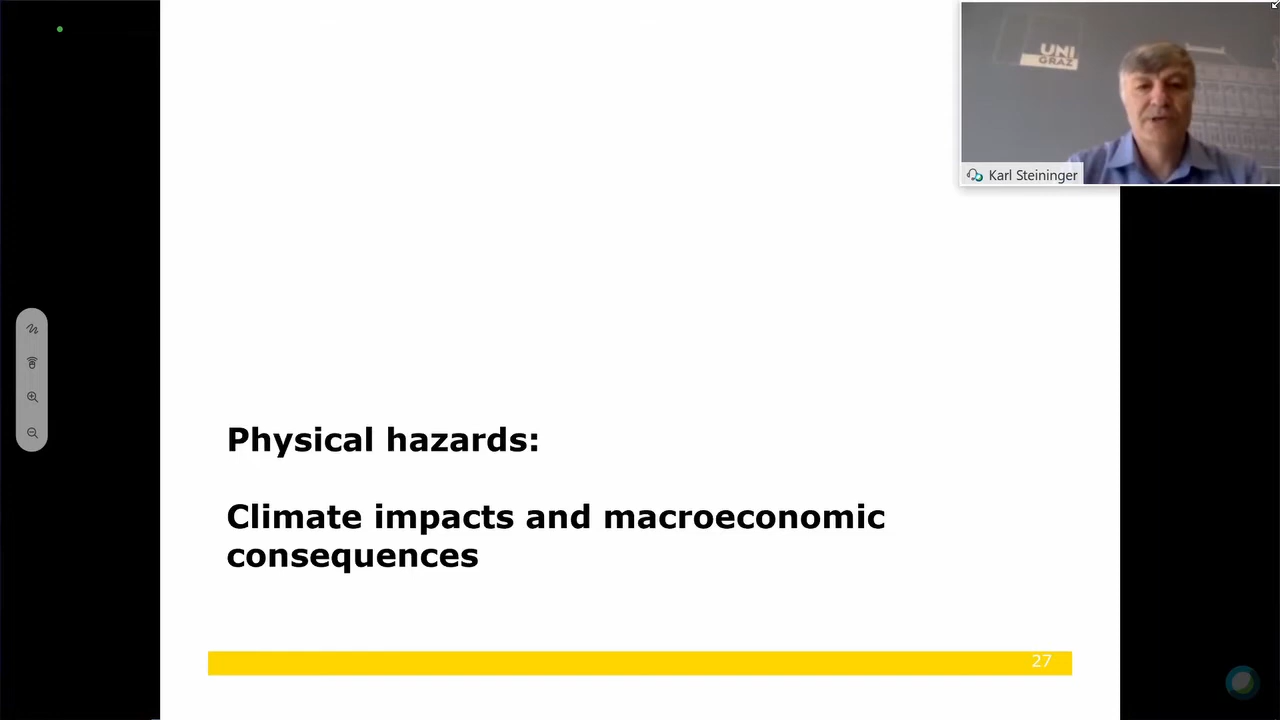 UNI
GRAZ
Karl Steininger
Physical hazards:
Climate impacts and macroeconomic
consequences
27